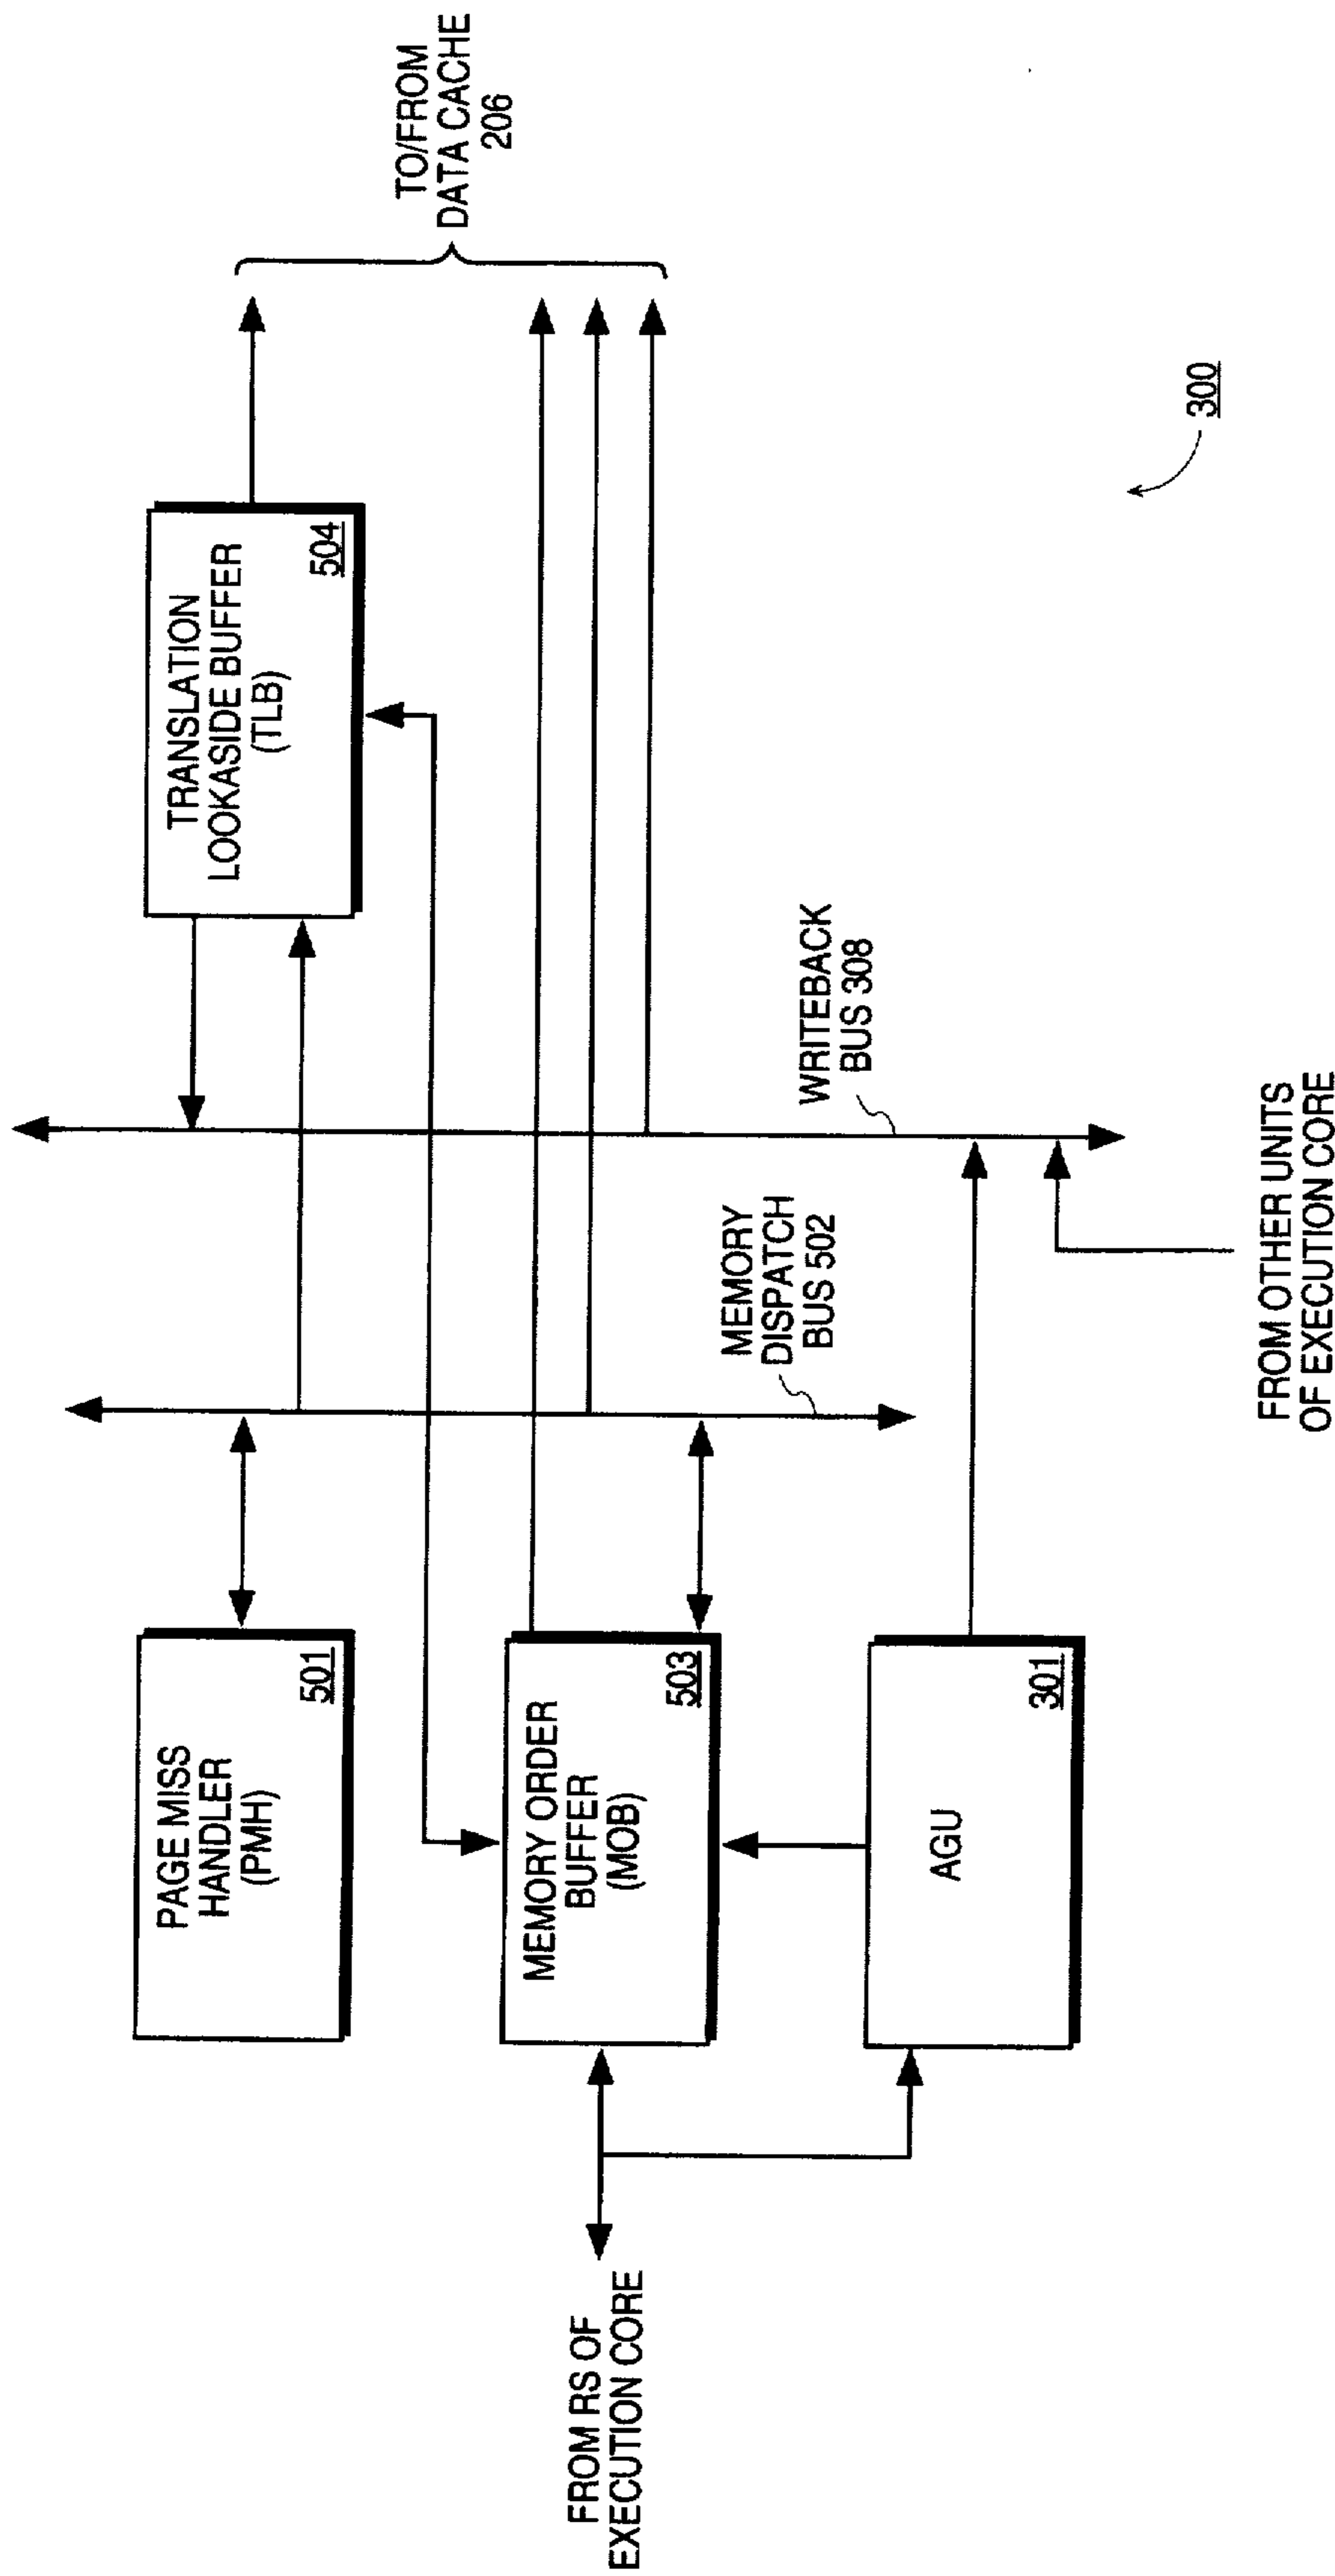 PAGE MISS
HANDLER
(PMH)
501
TRANSLATION
LOOKASIDE BUFFER
(TLB)
504
TO/FROM
DATA CACHE
206
FROM RS OF
EXECUTION CORE
MEMORY ORDER
BUFFER
(MOB)
503
MEMORY
DISPATCH
BUS 502
WRITEBACK
BUS 308
AGU
301
300
FROM OTHER UNITS
OF EXECUTION CORE